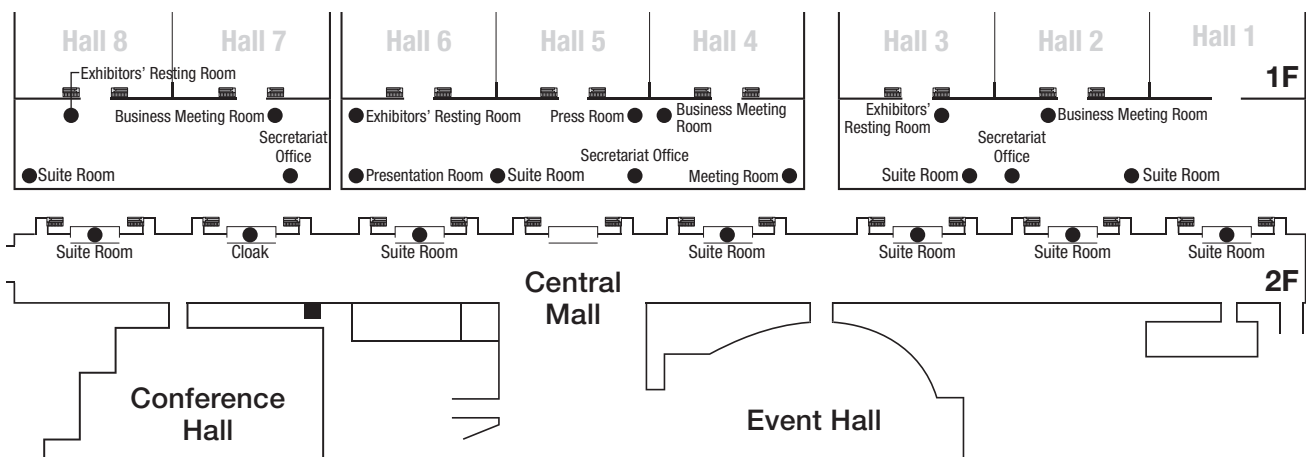 Hall 8
Hall 7
Hall 6
Hall 5
Hall 4
Hall 3
Hall 2
Hall 1
1F
Exhibitors' Resting Room
Business Meeting Room
Secretariat
Office
Suite Room
Exhibitors' Resting Room
Press Room
Business Meeting
Room
Presentation Room
Suite Room
Secretariat Office
Meeting Room
Exhibitors'
Resting Room
Business Meeting Room
Suite Room
Secretariat
Office
Suite Room
Suite Room
Cloak
Suite Room
Suite Room
Suite Room
Suite Room
Suite Room
2F
Central
Mall
Conference
Hall
Event Hall